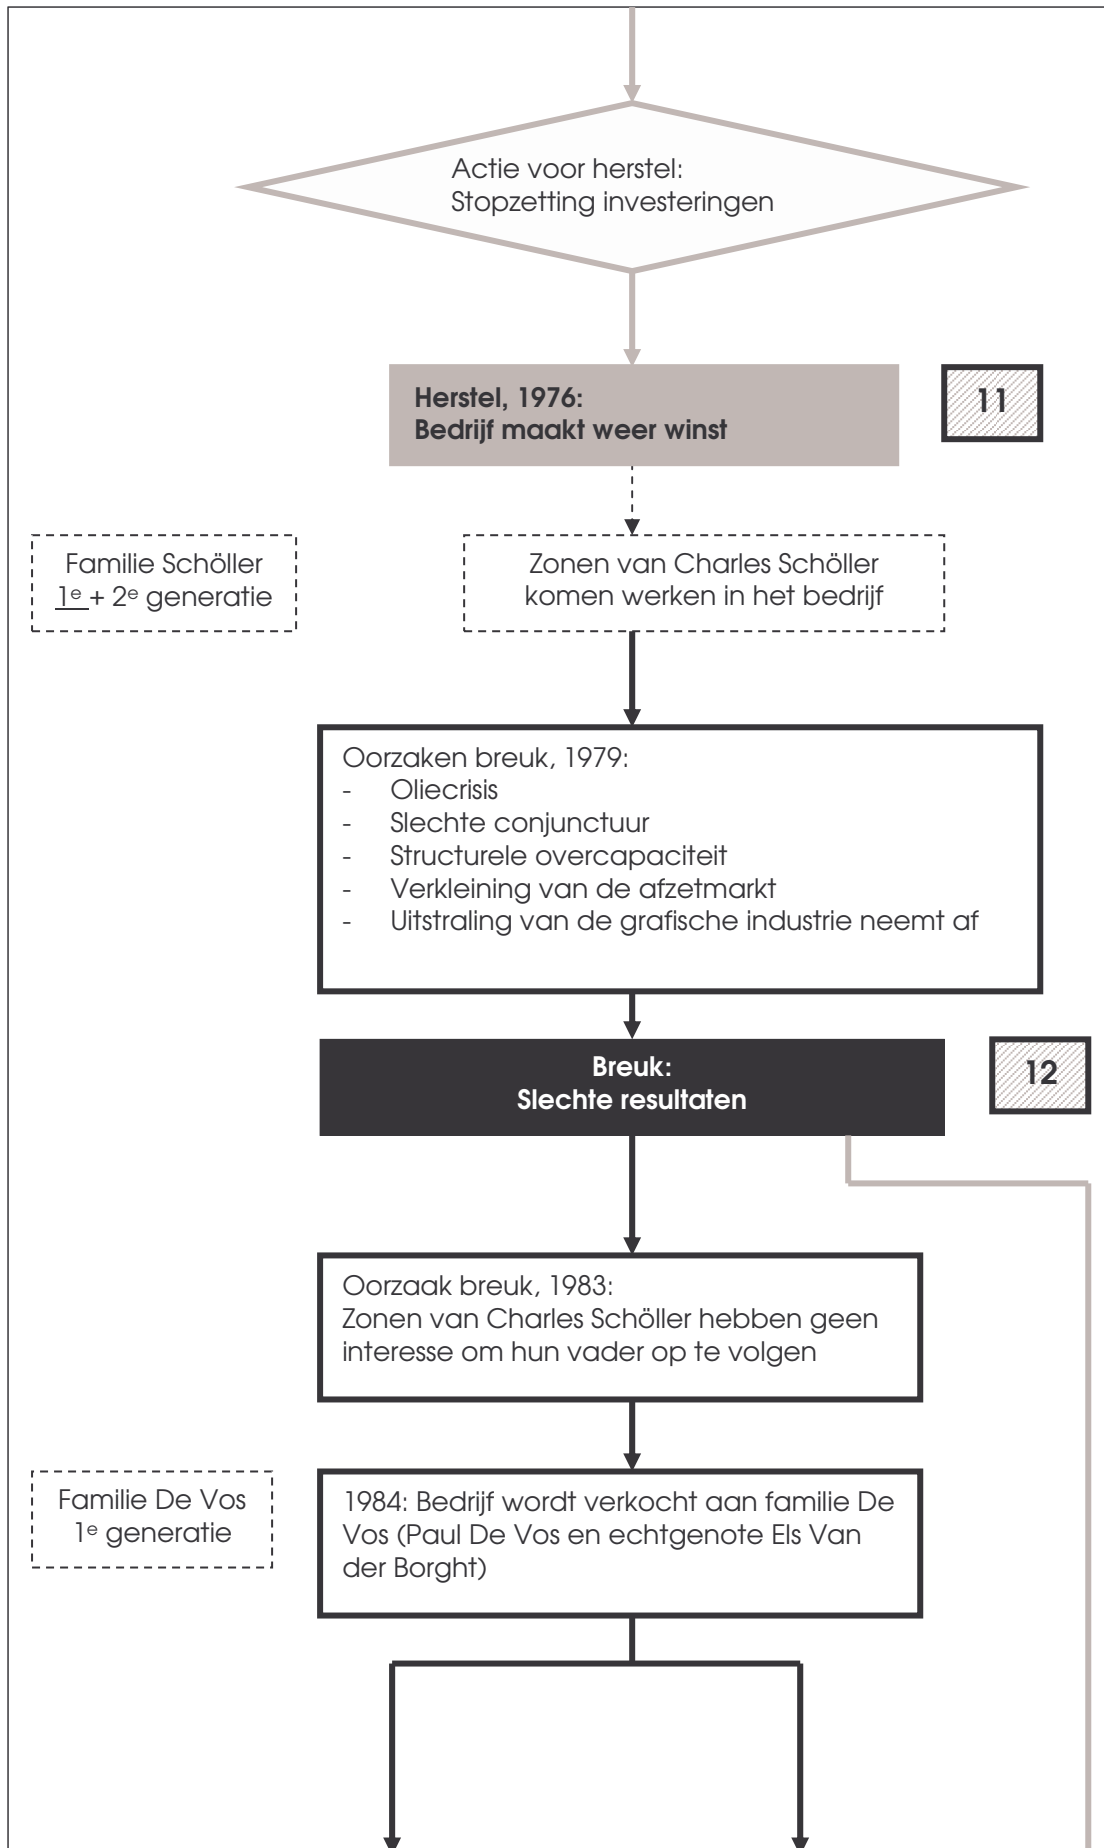 Actie voor herstel:
Stopzetting investeringen
Herstel, 1976:
Bedrijf maakt weer winst
11
Familie Schöller
1e + 2e generatie
Zonen van Charles Schöller
komen werken in het bedrijf
Oorzaken breuk, 1979:
- Oliecrisis
- Slechte conjunctuur
- Structurele overcapaciteit
- Verkleining van de afzetmarkt
- Uitstraling van de grafische industrie neemt af
Breuk:
Slechte resultaten
12
Oorzaak breuk, 1983:
Zonen van Charles Schöller hebben geen
interesse om hun vader op te volgen
Familie De Vos
1e generatie
1984: Bedrijf wordt verkocht aan familie De
Vos (Paul De Vos en echtgenote Els Van
der Borght)